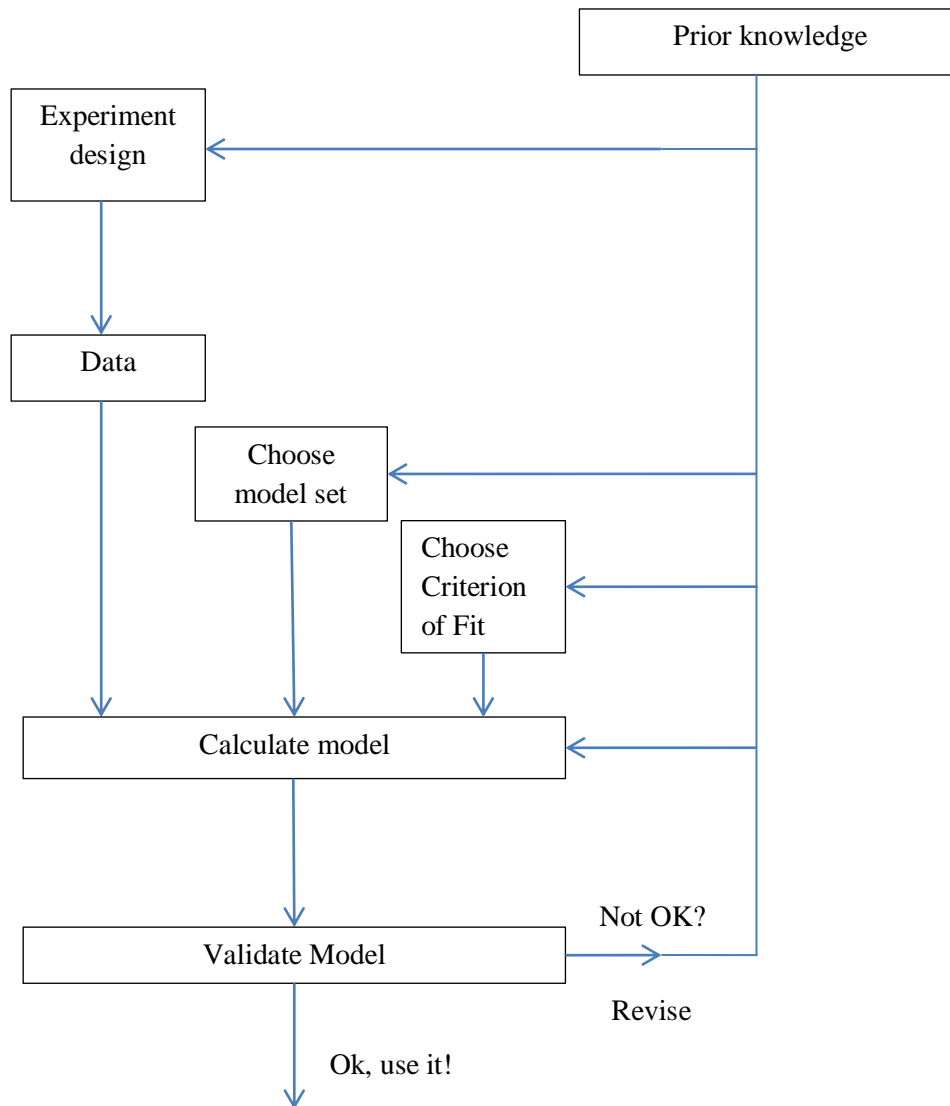 Prior knowledge
Experiment
design
Data
Choose
model set
Choose
Criterion
of Fit
Calculate model
Not OK?
Validate Model
Revise
Ok, use it!